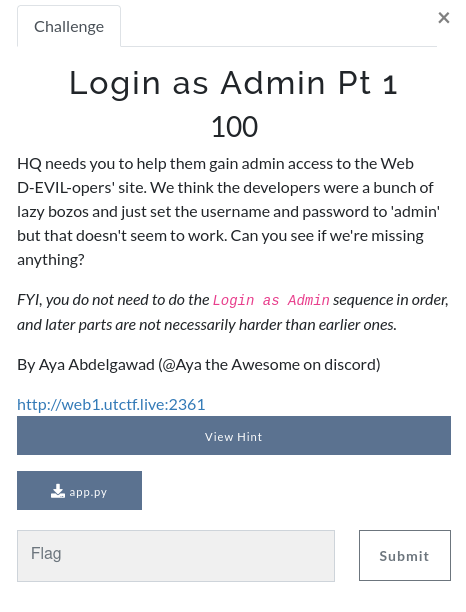 Challenge
×
Login as Admin Pt 1
100
HQ needs you to help them gain admin access to the Web
D-EVIL-opers' site. We think the developers were a bunch of
lazy bozos and just set the username and password to 'admin'
but that doesn't seem to work. Can you see if we're missing
anything?
FYI, you do not need to do the Login as Admin sequence in order,
and later parts are not necessarily harder than earlier ones.
By Aya Abdelgawad (@Aya the Awesome on discord)
http://web1.utctf.live:2361
View Hint
app.py
Flag
Submit